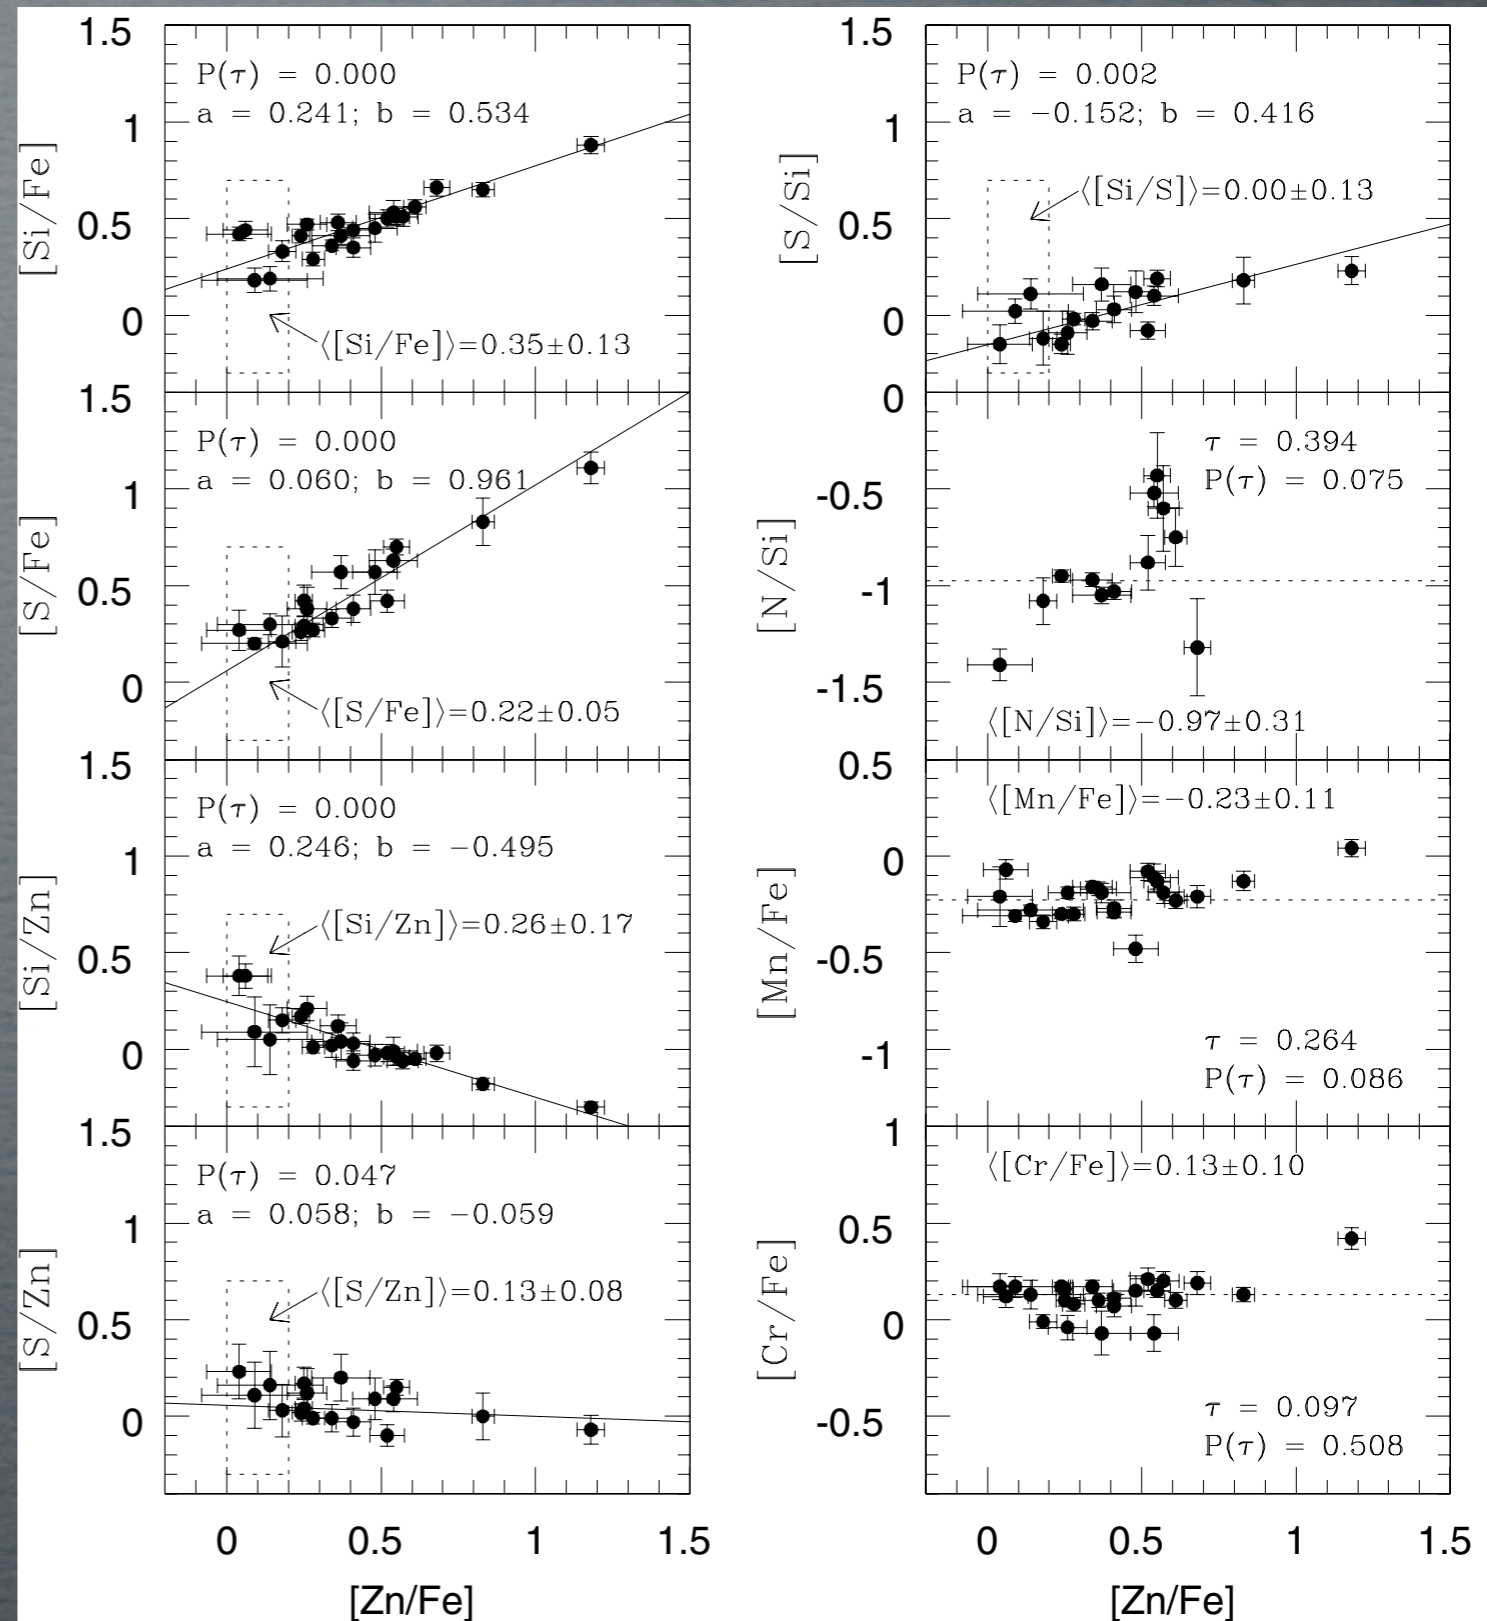 1.5
P(τ) = 0.000
a = 0.241; b = 0.534
1
[Si/Fe]
0.5
0
⟨[Si/Fe]⟩=0.35±0.13
1.5
P(τ) = 0.000
a = 0.060; b = 0.961
1
[S/Fe]
0.5
0
⟨[S/Fe]⟩=0.22±0.05
1.5
P(τ) = 0.000
a = 0.246; b = −0.495
1
⟨[Si/Zn]⟩=0.26±0.17
[Si/Zn]
0.5
0
1.5
P(τ) = 0.047
a = 0.058; b = −0.059
1
⟨[S/Zn]⟩=0.13±0.08
[S/Zn]
0.5
0
0 0.5 1 1.5
[Zn/Fe]
1.5
P(τ) = 0.002
a = −0.152; b = 0.416
1
⟨[Si/S]⟩=0.00±0.13
[S/Si]
0.5
0
0
τ = 0.394
P(τ) = 0.075
-0.5
[N/Si]
-1
-1.5
⟨[N/Si]⟩=−0.97±0.31
0.5
⟨[Mn/Fe]⟩=−0.23±0.11
0
[Mn/Fe]
-0.5
-1
τ = 0.264
P(τ) = 0.086
1
⟨[Cr/Fe]⟩=0.13±0.10
0.5
[Cr/Fe]
0
-0.5
τ = 0.097
P(τ) = 0.508
0 0.5 1 1.5
[Zn/Fe]